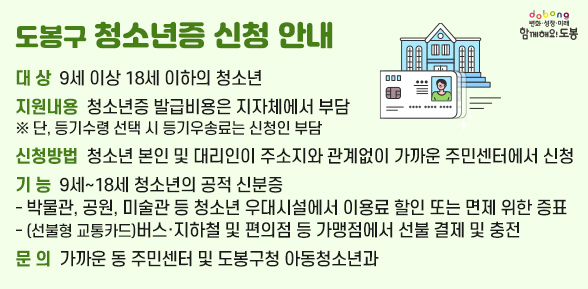 도봉구 청소년증 신청 안내
dobong
변화·성장·미래
함께해요! 도봉
대 상 9세 이상 18세 이하의 청소년
지원내용 청소년증 발급비용은 지자체에서 부담
※ 단, 등기수령 선택 시 등기우송료는 신청인 부담
신청방법 청소년 본인 및 대리인이 주소지와 관계없이 가까운 주민센터에서 신청
기 능 9세~18세 청소년의 공적 신분증
- 박물관, 공원, 미술관 등 청소년 우대시설에서 이용료 할인 또는 면제 위한 증표
- (선불형 교통카드)버스·지하철 및 편의점 등 가맹점에서 선불 결제 및 충전
문 의 가까운 동 주민센터 및 도봉구청 아동청소년과